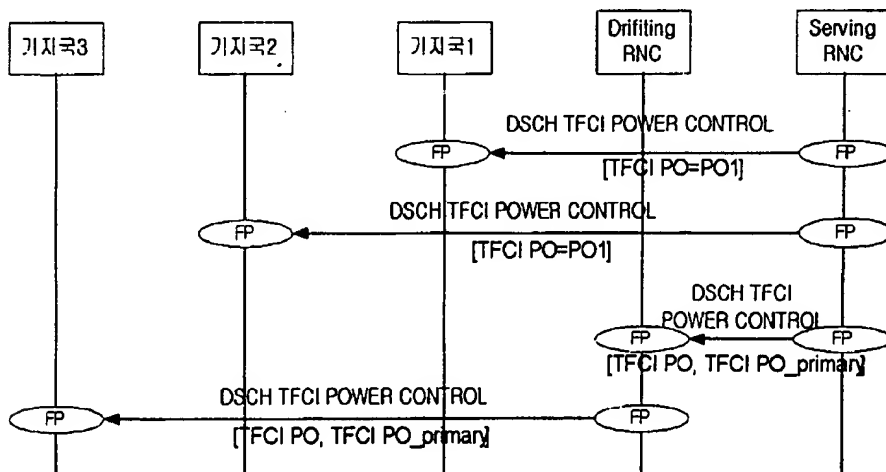 기지국3
기지국2
기지국1
Drifiting
RNC
Serving
RNC
DSCH TFCI POWER CONTROL
FP
FP
[TFCI PO=PO1]
DSCH TFCI POWER CONTROL
FP
FP
[TFCI PO=PO1]
DSCH TFCI
POWER CONTROL
FP
FP
[TFCI PO, TFCI PO_primary]
DSCH TFCI POWER CONTROL
FP
FP
[TFCI PO, TFCI PO_primary]